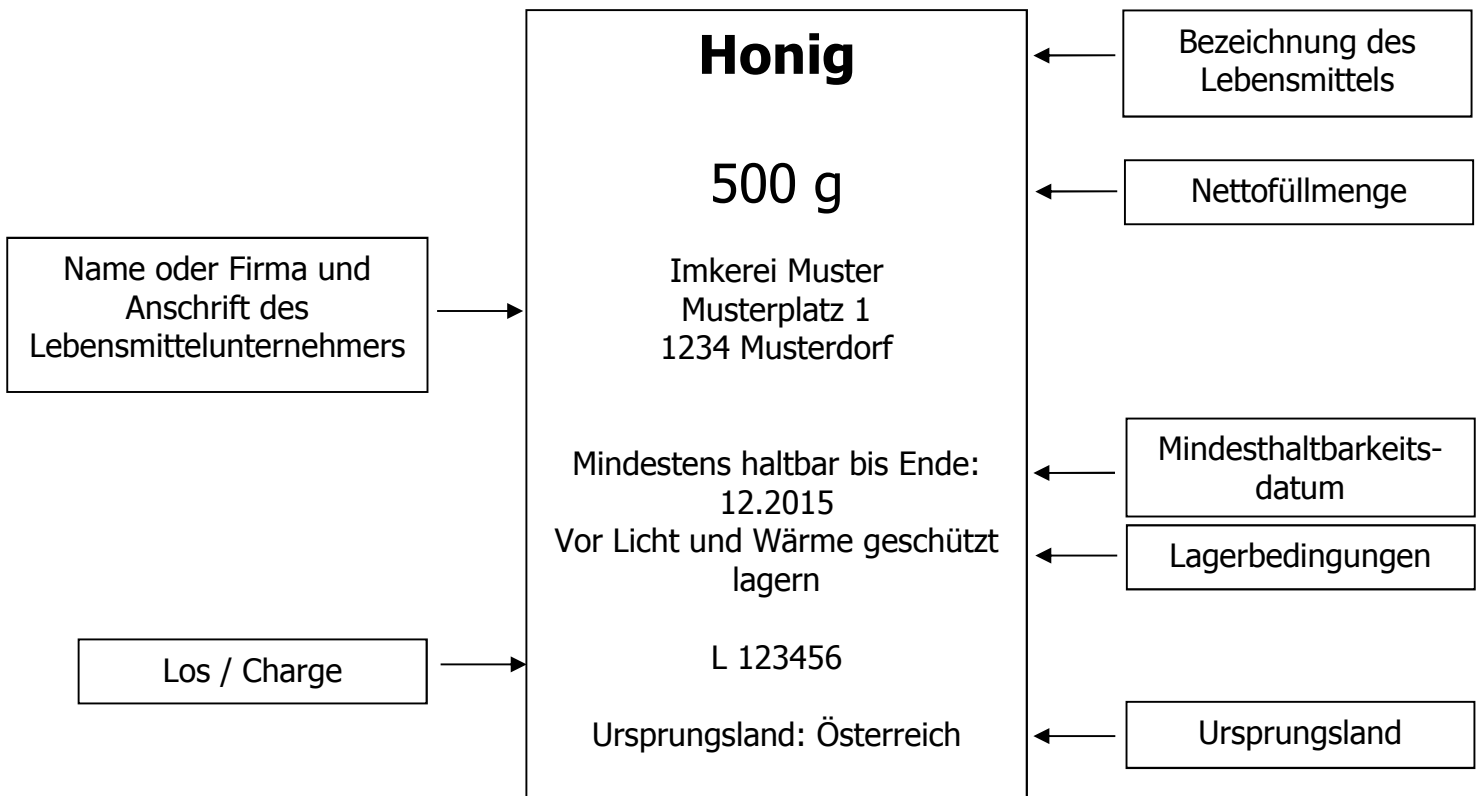 Honig
Bezeichnung des
Lebensmittels
500 g
Nettofüllmenge
Name oder Firma und
Anschrift des
Lebensmittelunternehmers
Imkerei Muster
Musterplatz 1
1234 Musterdorf
Mindestens haltbar bis Ende:
12.2015
Mindesthaltbarkeits-
datum
Vor Licht und Wärme geschützt
lagern
Lagerbedingungen
Los / Charge
L 123456
Ursprungsland: Österreich
Ursprungsland